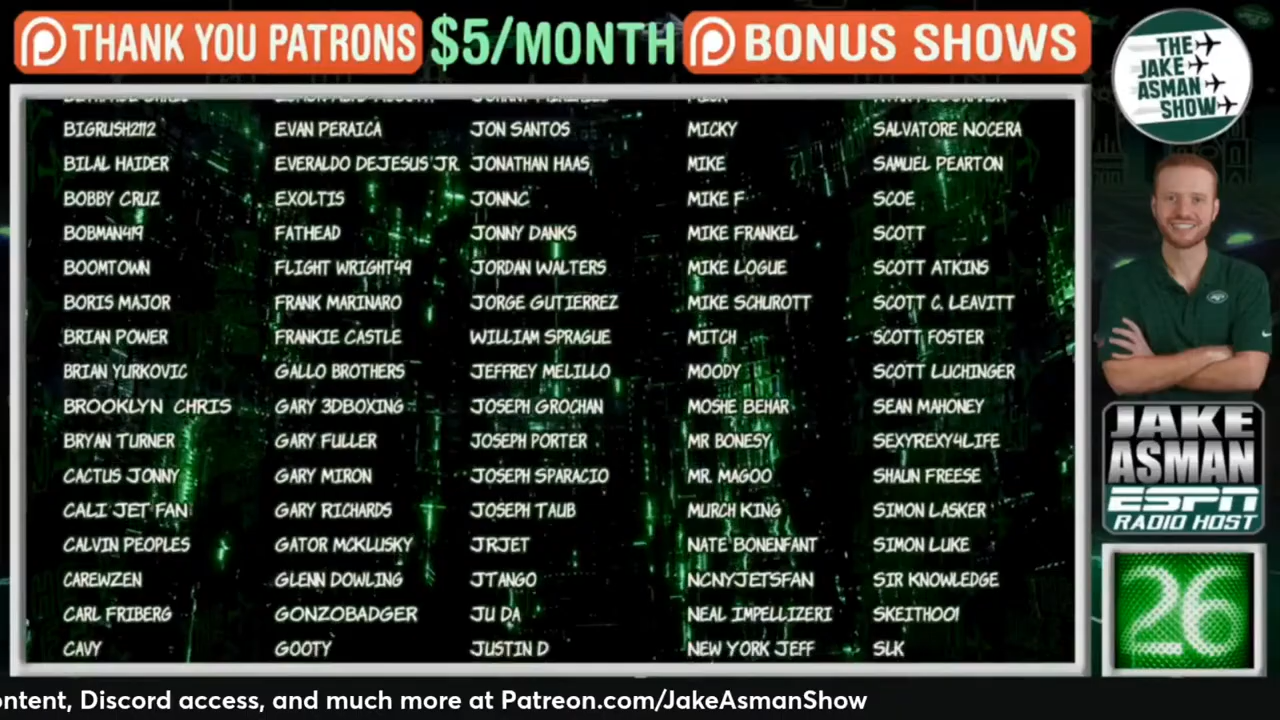 THANK YOU PATRONS $5/MONTH BONUS SHOWS
THE
JAKE
ASMAN
SHOW
BIGRUSH2112 EVAN PERAICA JON SANTOS MICKY SALVATORE NOCERA
BILAL HAIDER EVERALDO DEJESUS JR. JONATHAN HAAS MIKE SAMUEL PEARTON
BOBBY CRUZ EXOLTIS JONNC MIKE F SCOE
BOBMAN419 FATHEAD JONNY DANKS MIKE FRANKEL SCOTT
BOOMTOWN FLIGHT WRIGHT49 JORDAN WALTERS MIKE LOGUE SCOTT ATKINS
BORIS MAJOR FRANK MARINARO JORGE GUTIERREZ MIKE SCHUROTT SCOTT C. LEAVITT
BRIAN POWER FRANKIE CASTLE WILLIAM SPRAGUE MITCH SCOTT FOSTER
BRIAN YURKOVIC GALLO BROTHERS JEFFREY MELILLO MOODY SCOTT LUCHINGER
BROOKLYN CHRIS GARY 3DBOXING JOSEPH GROCHAN MOSHE BEHAR SEAN MAHONEY
BRYAN TURNER GARY FULLER JOSEPH PORTER MR BONESY SEXYREXY4LIFE
CACTUS JONNY GARY MIRON JOSEPH SPARACIO MR. MAGOO SHAUN FREESE
CALI JET FAN GARY RICHARDS JOSEPH TAUB MURCH KING SIMON LASKER
CALVIN PEOPLES GATOR MCKLUSKY JRJET NATE BONENFANT SIMON LUKE
CAREWZEN GLENN DOWLING JTANGO NCNYJETSFAN SIR KNOWLEDGE
CARL FRIBERG GONZOBADGER JU DA NEAL IMPELLIZERI SKEITH001
CAVY GOOTY JUSTIN D NEW YORK JEFF SLK
JAKE
ASMAN
ESPN
RADIO HOST
26
ontent, Discord access, and much more at Patreon.com/JakeAsmanShow